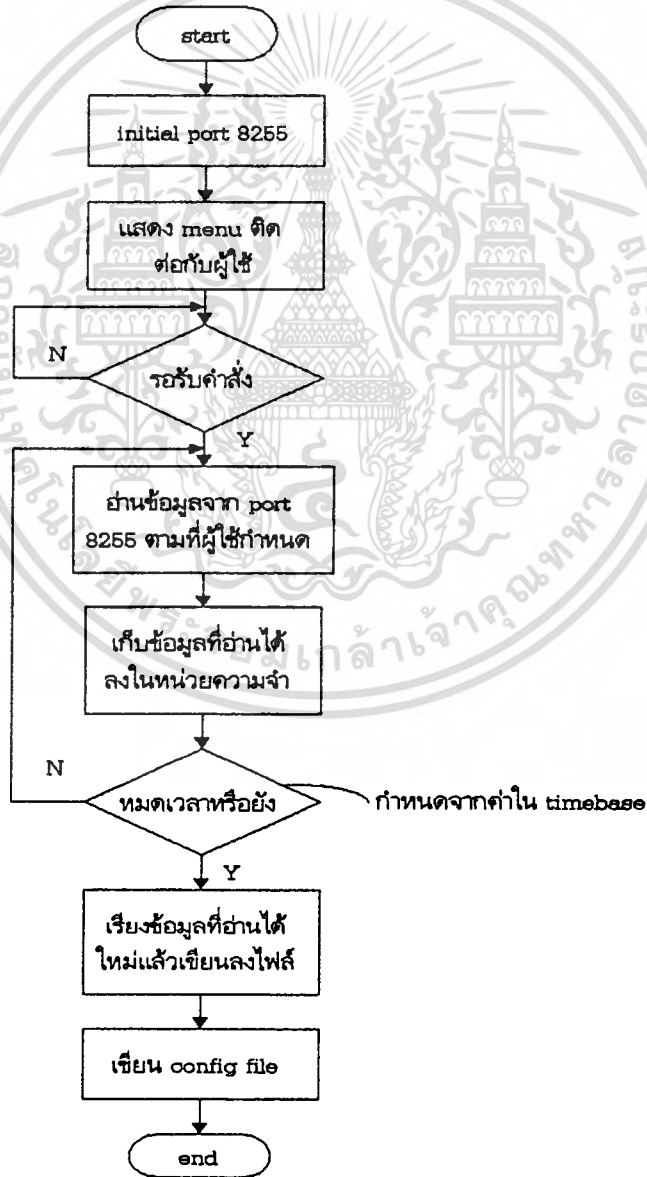 start
initial port 8255
แสดง menu ติด
ต่อกับผู้ใช้
N
รอรับคำสั่ง
Y
อ่านข้อมูลจาก port
8255 ตามที่ผู้ใช้กำหนด
เก็บข้อมูลที่อ่านได้
ลงในหน่วยความจำ
N
หมดเวลาหรือยัง
กำหนดจากค่าใน timebase
Y
เรียงข้อมูลที่อ่านได้
ใหม่แล้วเขียนลงไฟล์
เขียน config file
end